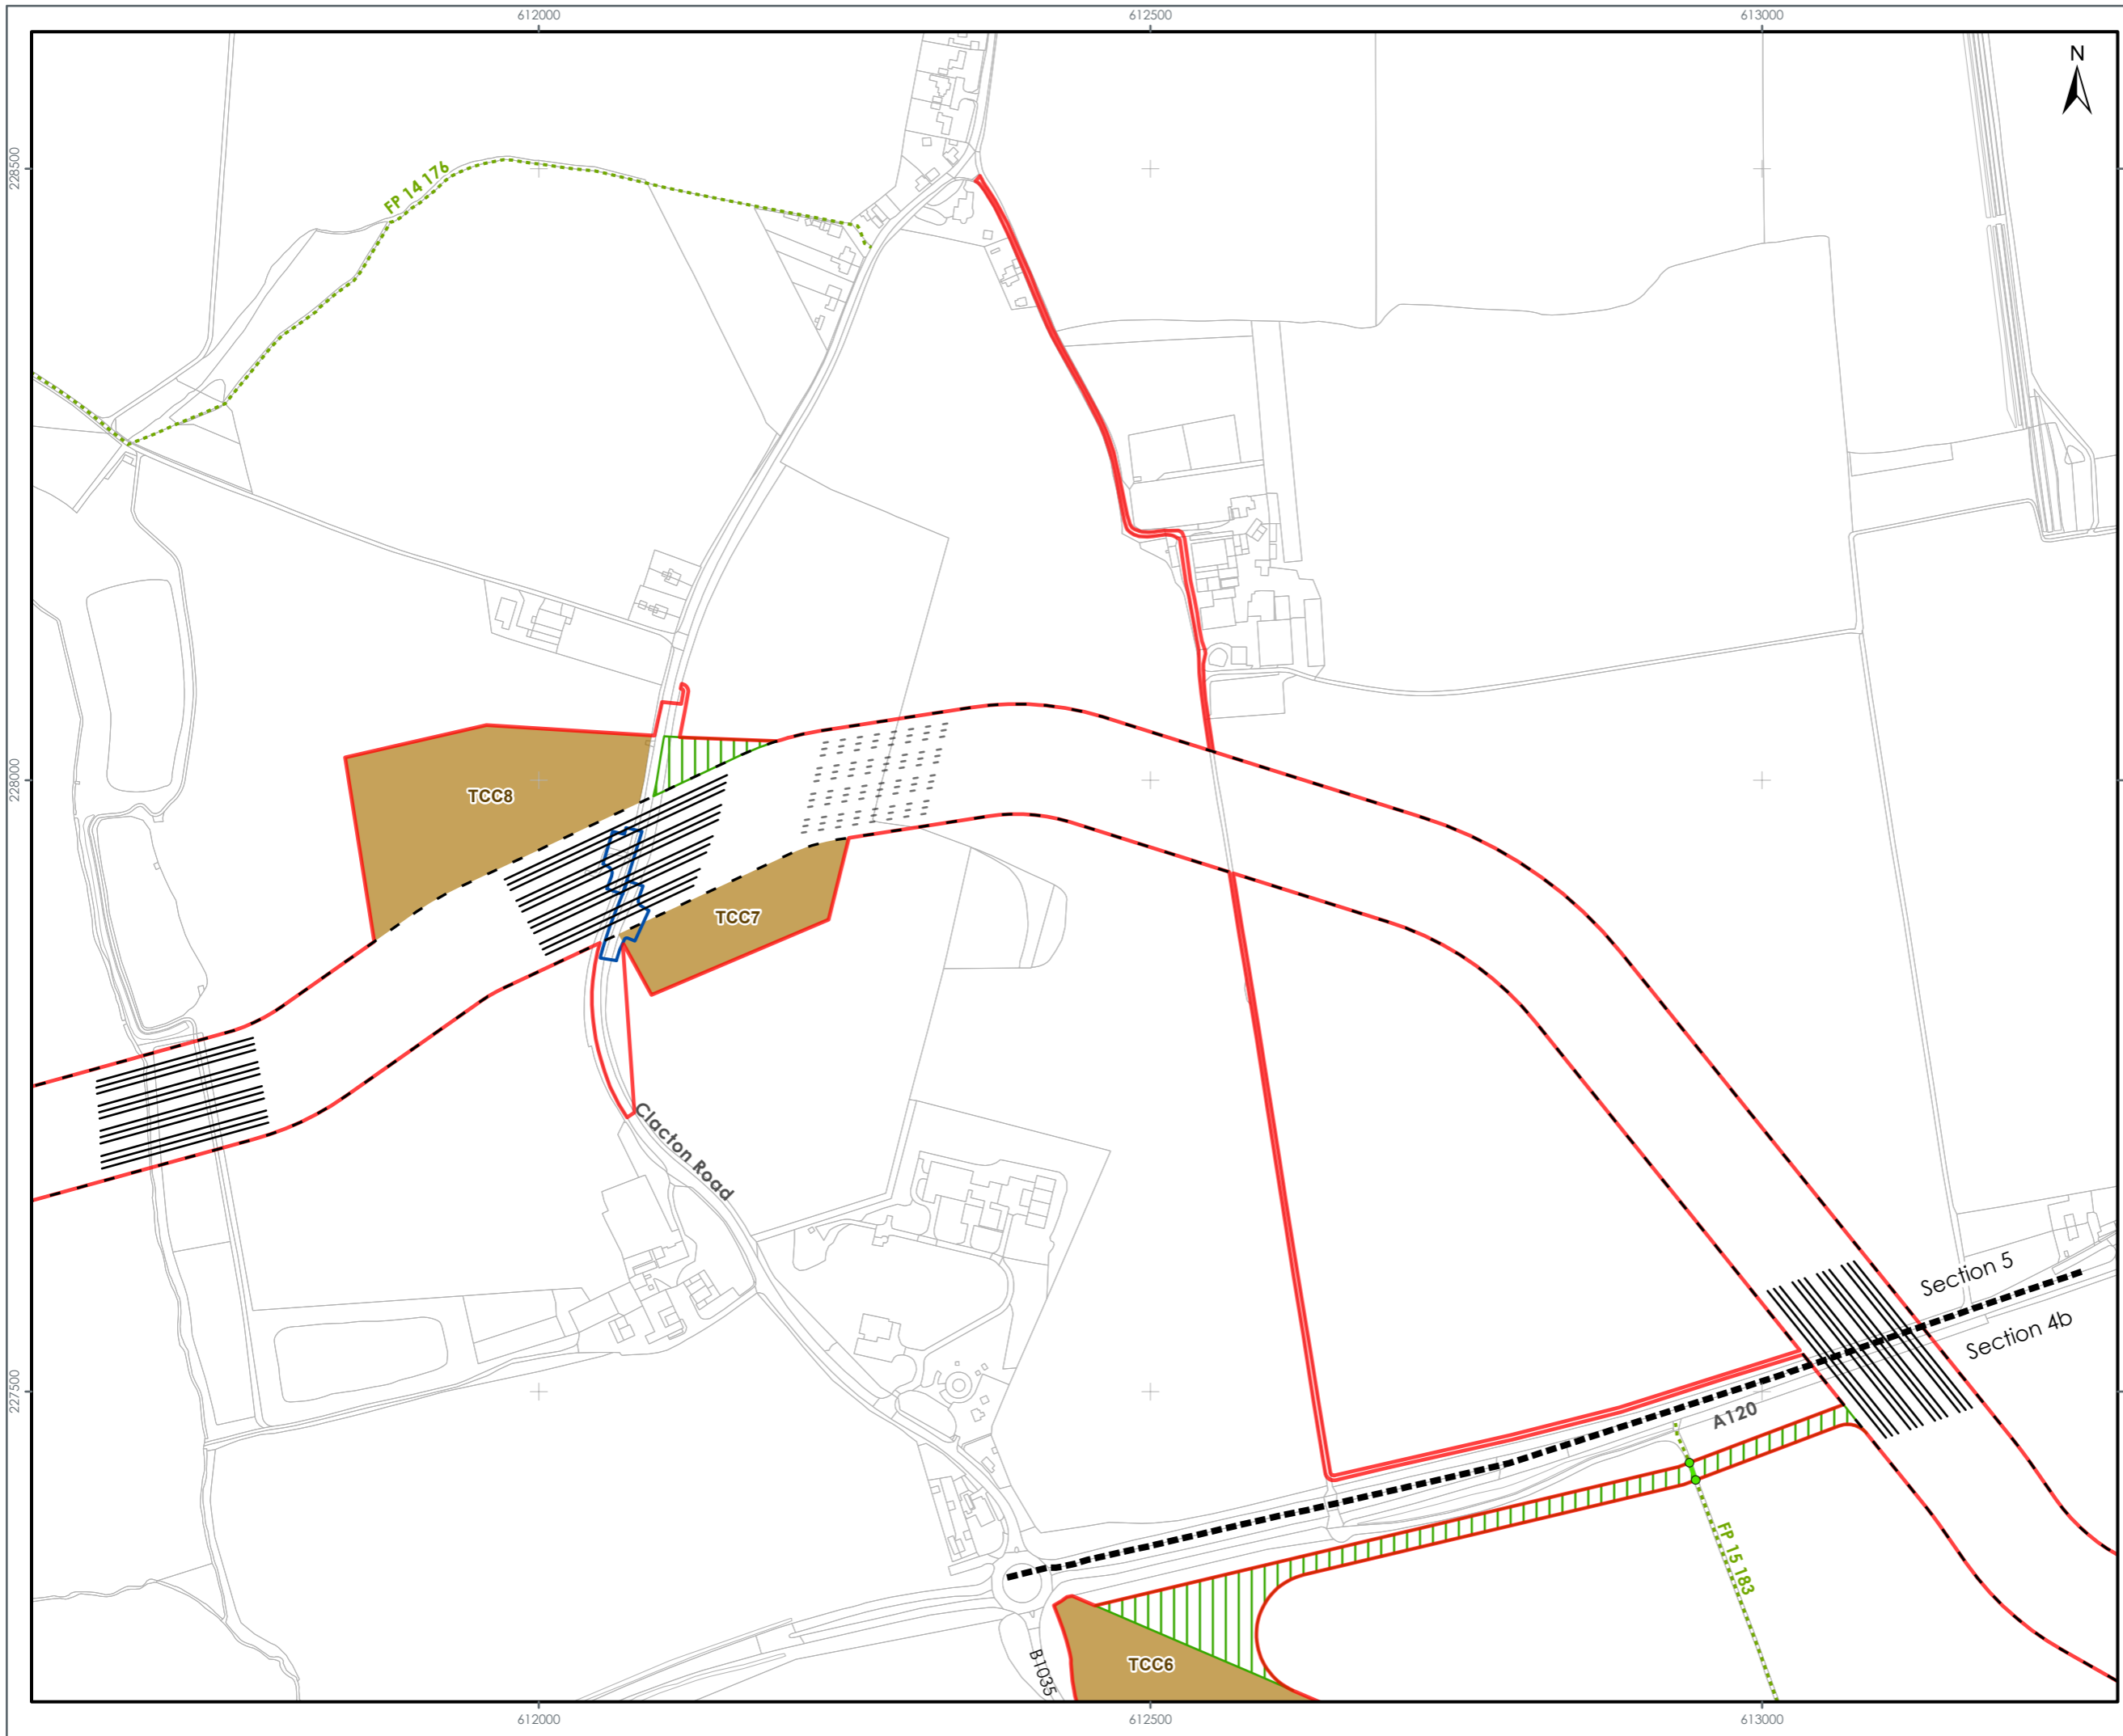 612000
612500
613000
N
228500
FP 14 176
228000
TCC8
TCC7
Clacton Road
Section 5
Section 4b
227500
A120
FP 15 183
TCC6
B1035
612000
612500
613000